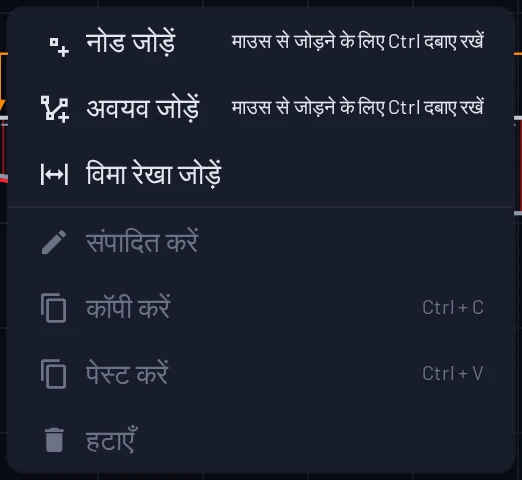 नोड जोड़ें माउस से जोड़ने के लिए Ctrl दबाए रखें
अवयव जोड़ें माउस से जोड़ने के लिए Ctrl दबाए रखें
विमा रेखा जोड़ें
संपादित करें
कॉपी करें Ctrl + C
पेस्ट करें Ctrl + V
हटाएँ